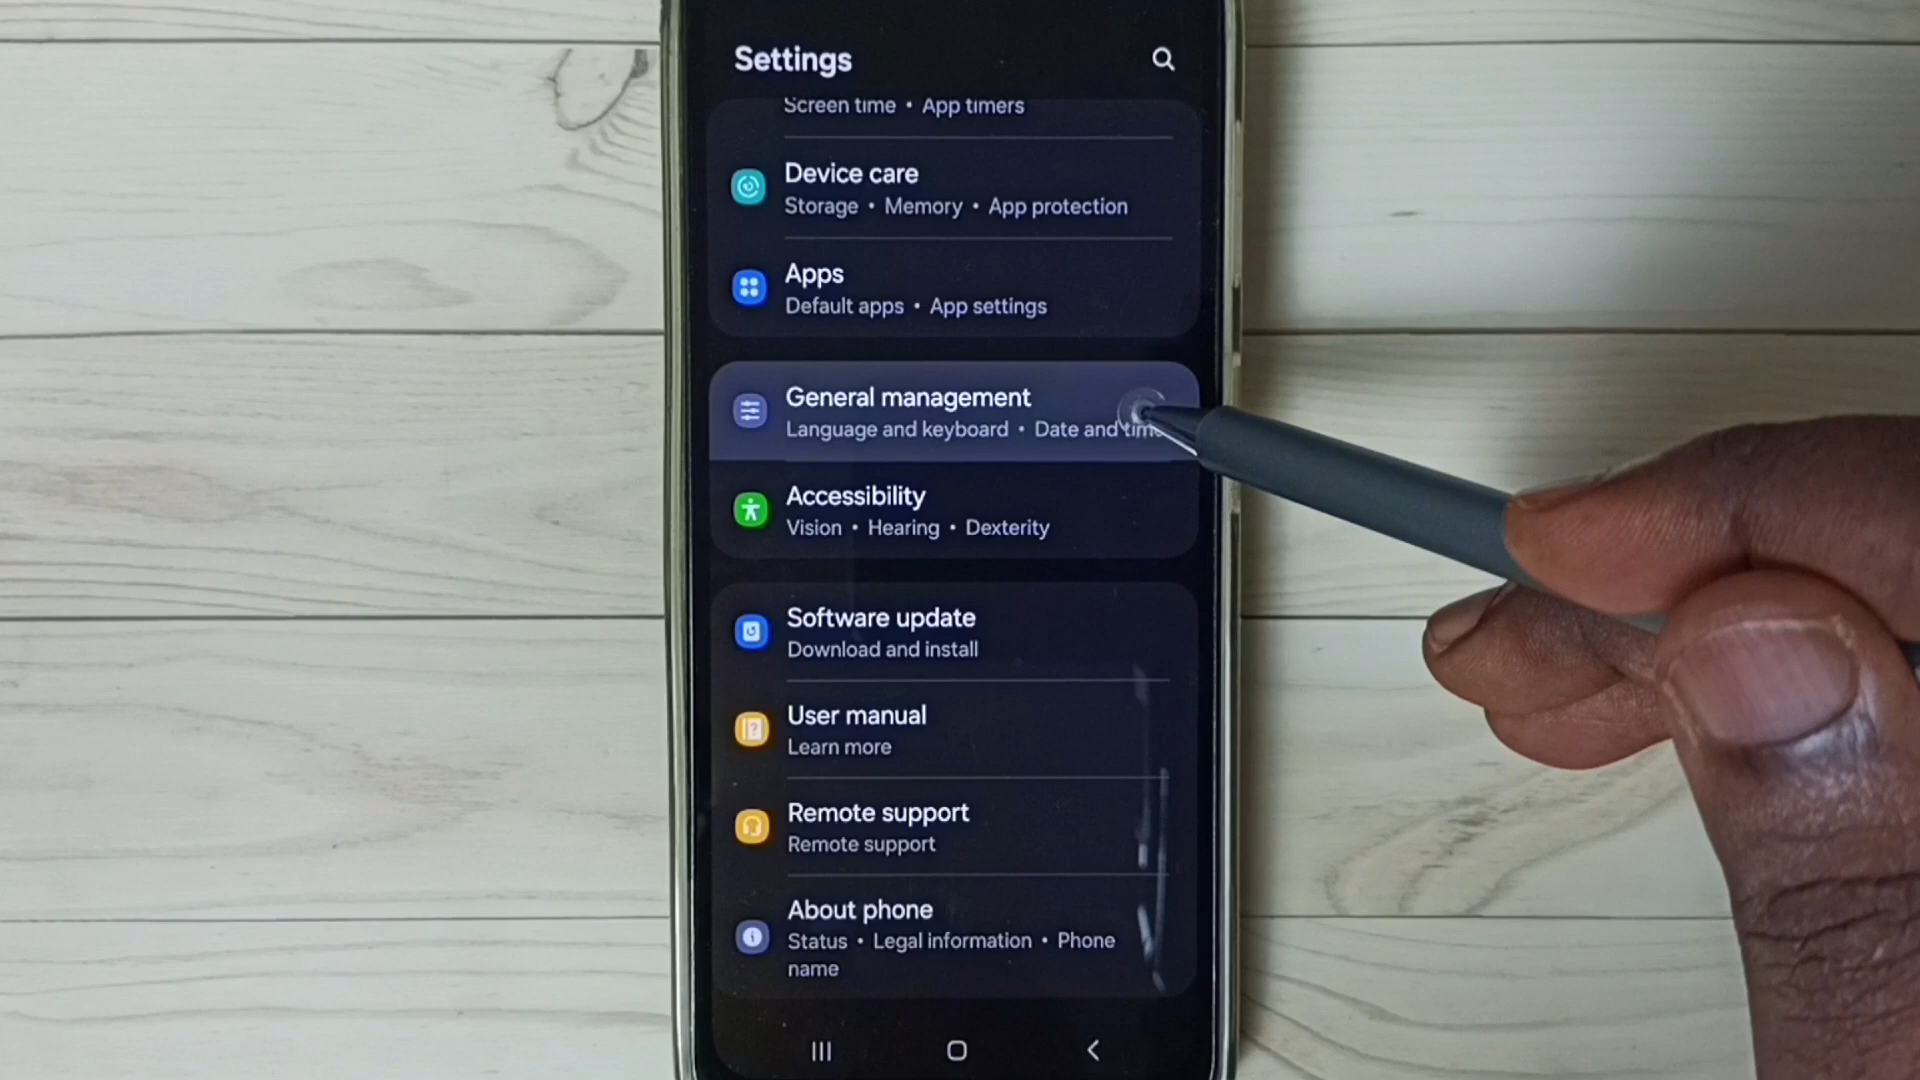 Settings
Screen time • App timers
Device care
Storage • Memory • App protection
Apps
Default apps • App settings
General management
Language and keyboard • Date and time
Accessibility
Vision • Hearing • Dexterity
Software update
Download and install
User manual
Learn more
Remote support
Remote support
About phone
Status • Legal information • Phone
name